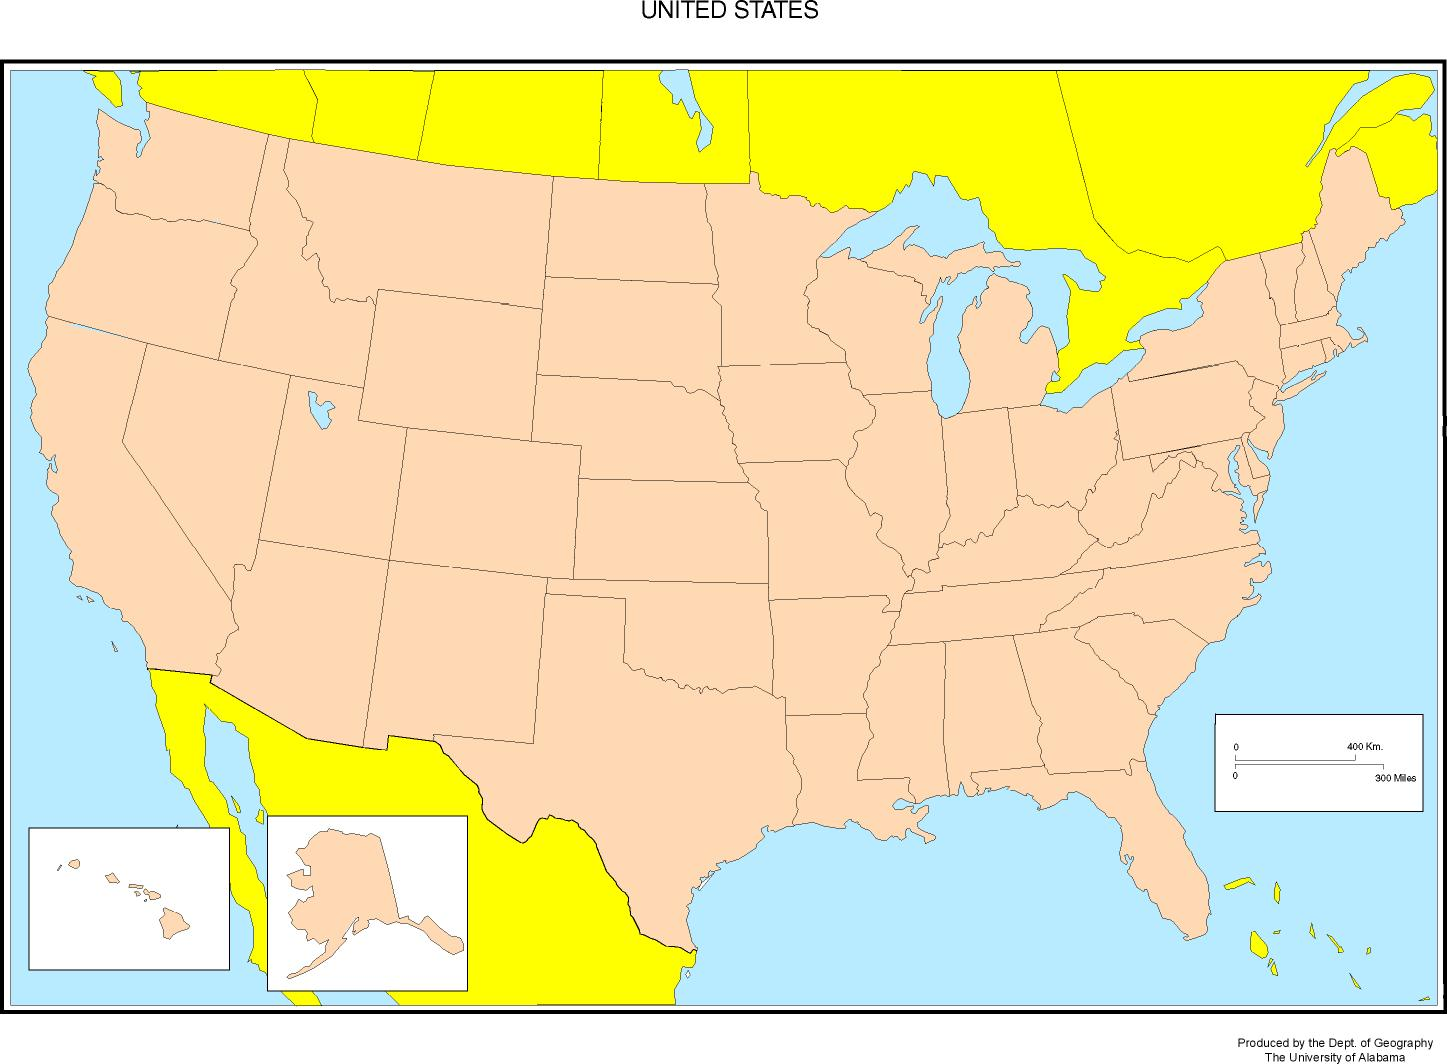 UNITED STATES
0
400 Km.
0
300 Miles
Produced by the Dept. of Geography
The University of Alabama